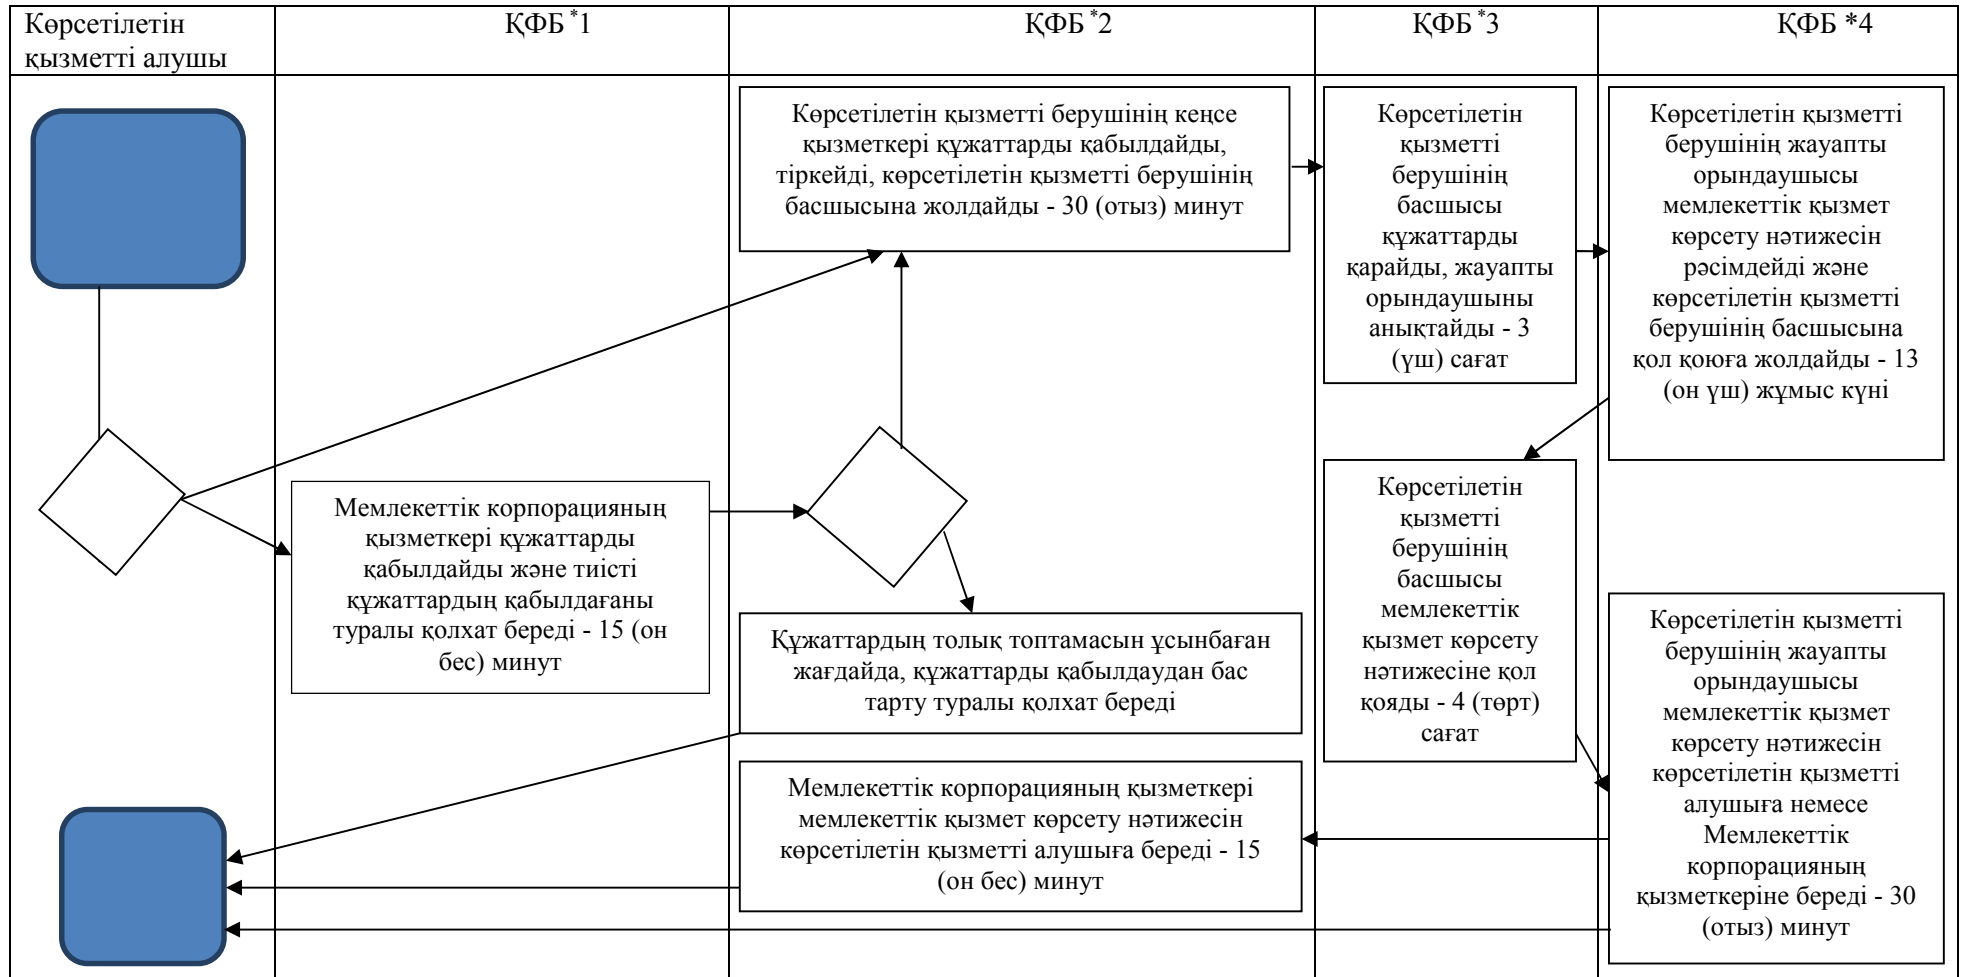 Көрсетілетін
қызметті алушы
ҚФБ *1
ҚФБ *2
ҚФБ *3
ҚФБ *4
Көрсетілетін қызметті берушінің кеңсе
қызметкері құжаттарды қабылдайды,
тіркейді, көрсетілетін қызметті берушінің
басшысына жолдайды - 30 (отыз) минут
Көрсетілетін
қызметті
берушінің
басшысы
құжаттарды
қарайды, жауапты
орындаушыны
анықтайды - 3
(үш) сағат
Көрсетілетін қызметті
берушінің жауапты
орындаушысы
мемлекеттік қызмет
көрсету нәтижесін
рәсімдейді және
көрсетілетін қызметті
берушінің басшысына
қол қоюға жолдайды - 13
(он үш) жұмыс күні
Мемлекеттік корпорацияның
қызметкері құжаттарды
қабылдайды және тиісті
құжаттардың қабылдағаны
туралы қолхат береді - 15 (он
бес) минут
Құжаттардың толық топтамасын ұсынбаған
жағдайда, құжаттарды қабылдаудан бас
тарту туралы қолхат береді
Мемлекеттік корпорацияның қызметкері
мемлекеттік қызмет көрсету нәтижесін
көрсетілетін қызметті алушыға береді - 15
(он бес) минут
Көрсетілетін
қызметті
берушінің
басшысы
мемлекеттік
қызмет көрсету
нәтижесіне қол
қояды - 4 (төрт)
сағат
Көрсетілетін қызметті
берушінің жауапты
орындаушысы
мемлекеттік қызмет
көрсету нәтижесін
көрсетілетін қызметті
алушыға немесе
Мемлекеттік
корпорацияның
қызметкеріне береді - 30
(отыз) минут